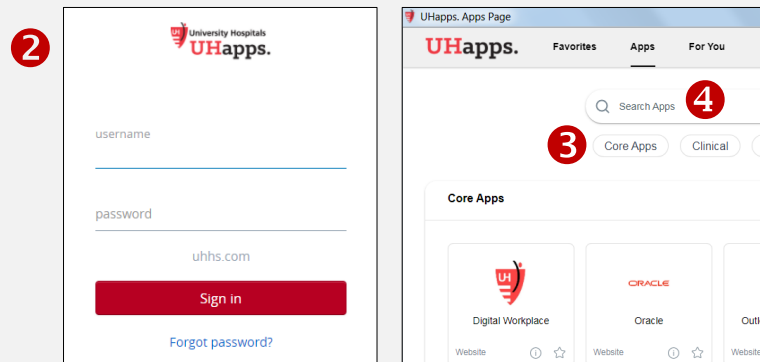 2
University Hospitals
UHapps.
username
password
uhhs.com
Sign in
Forgot password?
UHapps. Apps Page
UHapps.
Favorites
Apps
For You
Search Apps
4
3
Core Apps
Clinical
Core Apps
UH
Digital Workplace
Website
ORACLE
Oracle
Website
Website